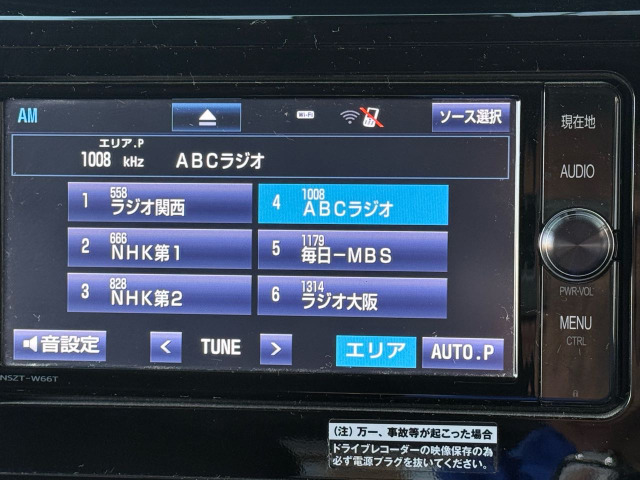 AM
Wi-Fi
ソース選択
エリア.P
1008 kHz ABCラジオ
1 558 ラジオ関西
4 1008 ABCラジオ
2 666 NHK第1
5 1179 毎日-MBS
3 828 NHK第2
6 1314 ラジオ大阪
音設定
< TUNE >
エリア
AUTO.P
現在地
AUDIO
PWR・VOL
MENU
CTRL
NSZT-W66T
(注)万一、事故等が起こった場合
ドライブレコーダーの映像保存の為
必ず電源プラグを抜いてください。